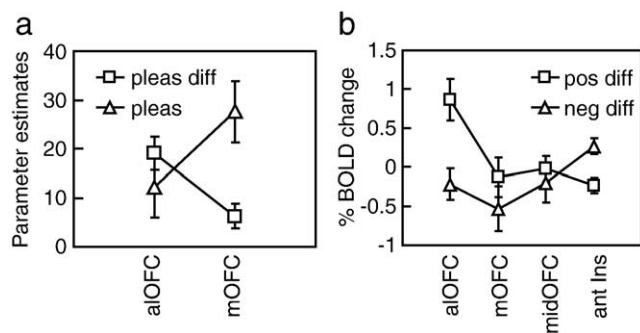 a
Parameter estimates
40
30
20
10
0
pleas diff
pleas
alOFC
mOFC
b
% BOLD change
1.5
1
0.5
0
-0.5
-1
pos diff
neg diff
alOFC
mOFC
midOFC
ant Ins